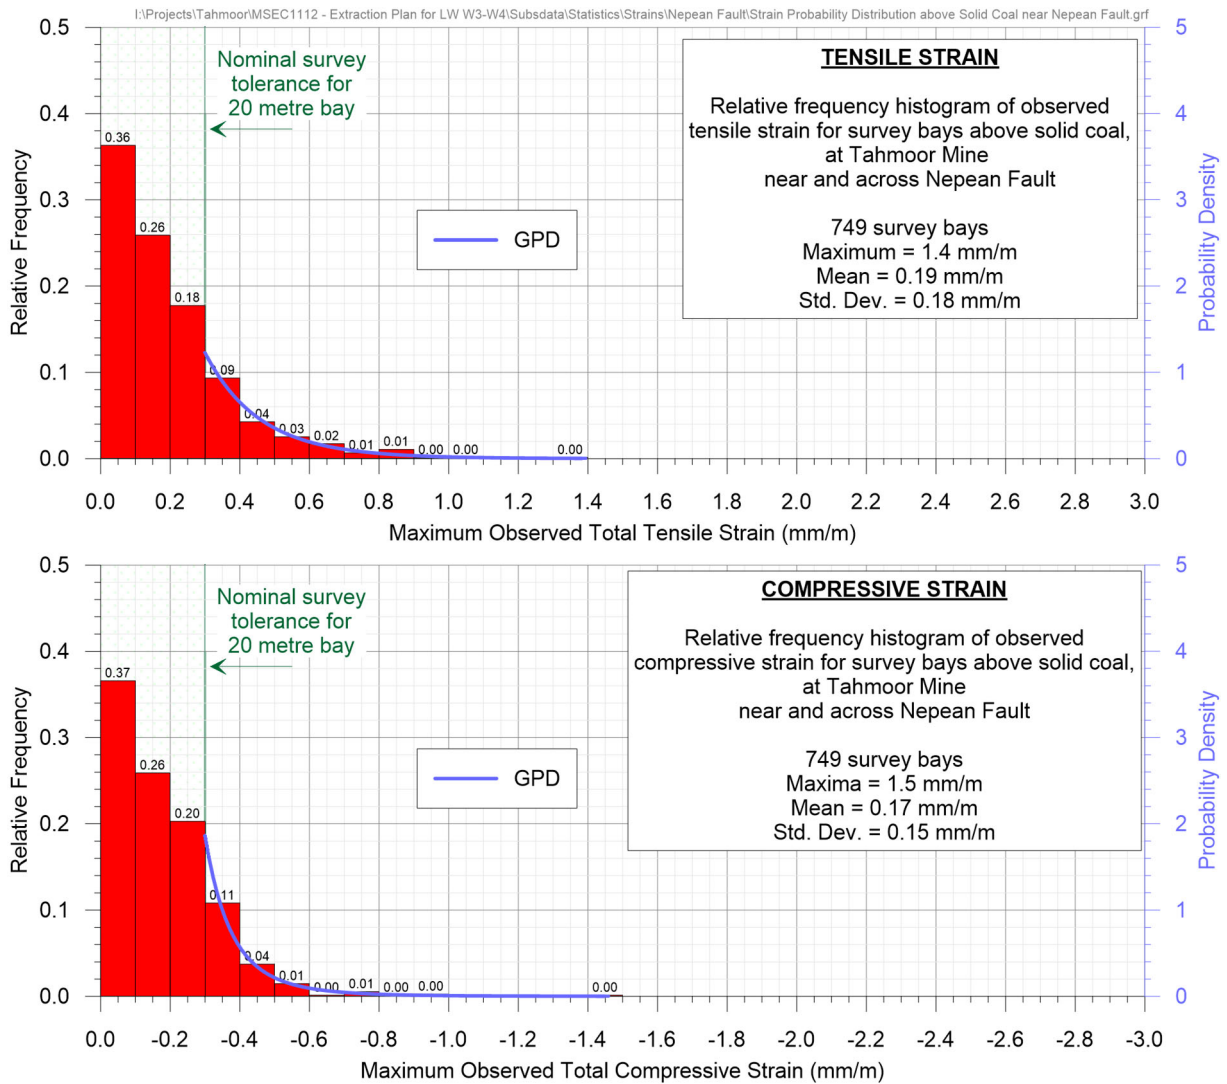 I:\Projects\Tahmoor\MSEC1112 - Extraction Plan for LW W3-W4\Subsdata\Statistics\Strains\Nepean Fault\Strain Probability Distribution above Solid Coal near Nepean Fault.grf
0.5
0.4
0.3
0.2
0.1
0.0
Relative Frequency
Nominal survey
tolerance for
20 metre bay
0.36
0.26
0.18
0.09
0.04
0.03
0.02
0.01
0.01
0.00
0.00
0.00
GPD
TENSILE STRAIN
Relative frequency histogram of observed
tensile strain for survey bays above solid coal,
at Tahmoor Mine
near and across Nepean Fault
749 survey bays
Maximum = 1.4 mm/m
Mean = 0.19 mm/m
Std. Dev. = 0.18 mm/m
5
4
3
2
1
0
Probability Density
0.0 0.2 0.4 0.6 0.8 1.0 1.2 1.4 1.6 1.8 2.0 2.2 2.4 2.6 2.8 3.0
Maximum Observed Total Tensile Strain (mm/m)
0.5
0.4
0.3
0.2
0.1
0.0
Relative Frequency
Nominal survey
tolerance for
20 metre bay
0.37
0.26
0.20
0.11
0.04
0.01
0.00
0.01
0.00
0.00
0.00
GPD
COMPRESSIVE STRAIN
Relative frequency histogram of observed
compressive strain for survey bays above solid coal,
at Tahmoor Mine
near and across Nepean Fault
749 survey bays
Maxima = 1.5 mm/m
Mean = 0.17 mm/m
Std. Dev. = 0.15 mm/m
5
4
3
2
1
0
Probability Density
0.0 -0.2 -0.4 -0.6 -0.8 -1.0 -1.2 -1.4 -1.6 -1.8 -2.0 -2.2 -2.4 -2.6 -2.8 -3.0
Maximum Observed Total Compressive Strain (mm/m)